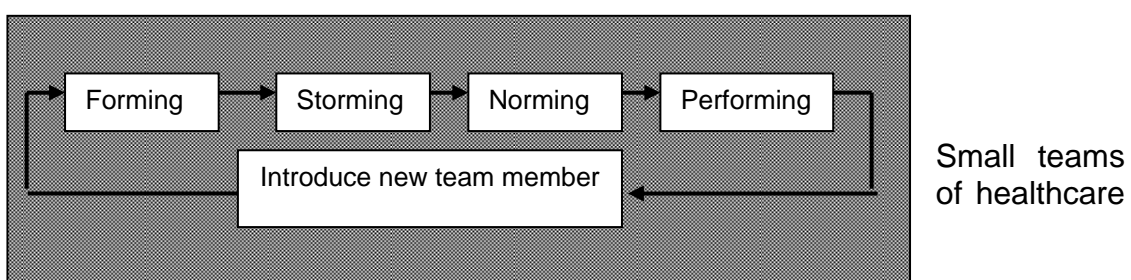 Forming Storming Norming Performing
Introduce new team member
Small teams
of healthcare